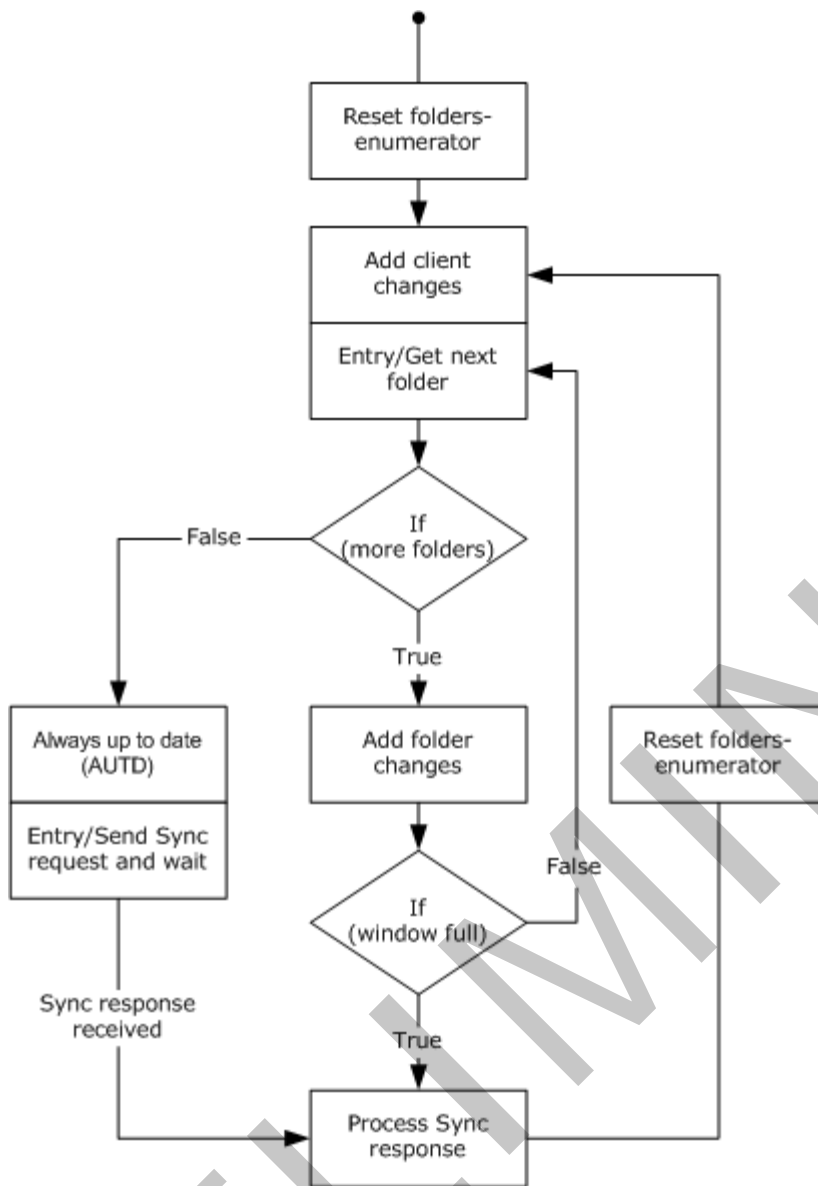 Reset folders-
enumerator
Add client
changes
Entry/Get next
folder
If
(more folders)
False
True
Always up to date
(AUTD)
Entry/Send Sync
request and wait
Add folder
changes
Reset folders-
enumerator
False
If
(window full)
Sync response
received
True
Process Sync
response